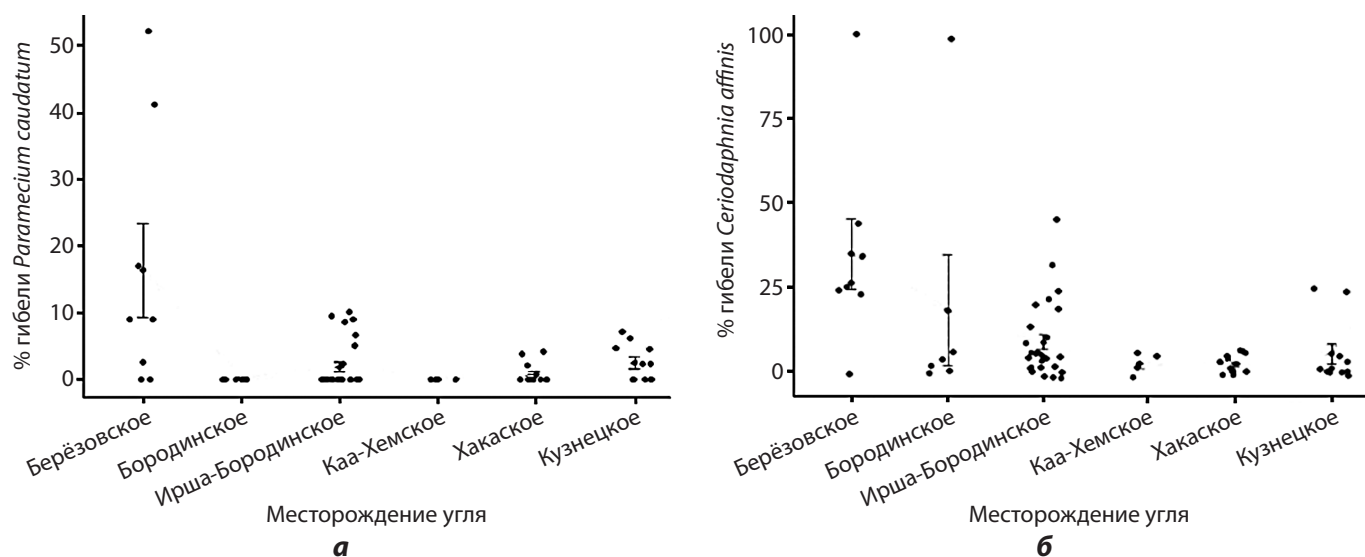 % гибели Paramecium caudatum
50
40
30
20
10
0
Берёзовское
Бородинское
Ирша-Бородинское
Каа-Хемское
Хакаское
Кузнецкое
Месторождение угля
а
% гибели Ceriodaphnia affinis
100
75
50
25
0
Берёзовское
Бородинское
Ирша-Бородинское
Каа-Хемское
Хакаское
Кузнецкое
Месторождение угля
б